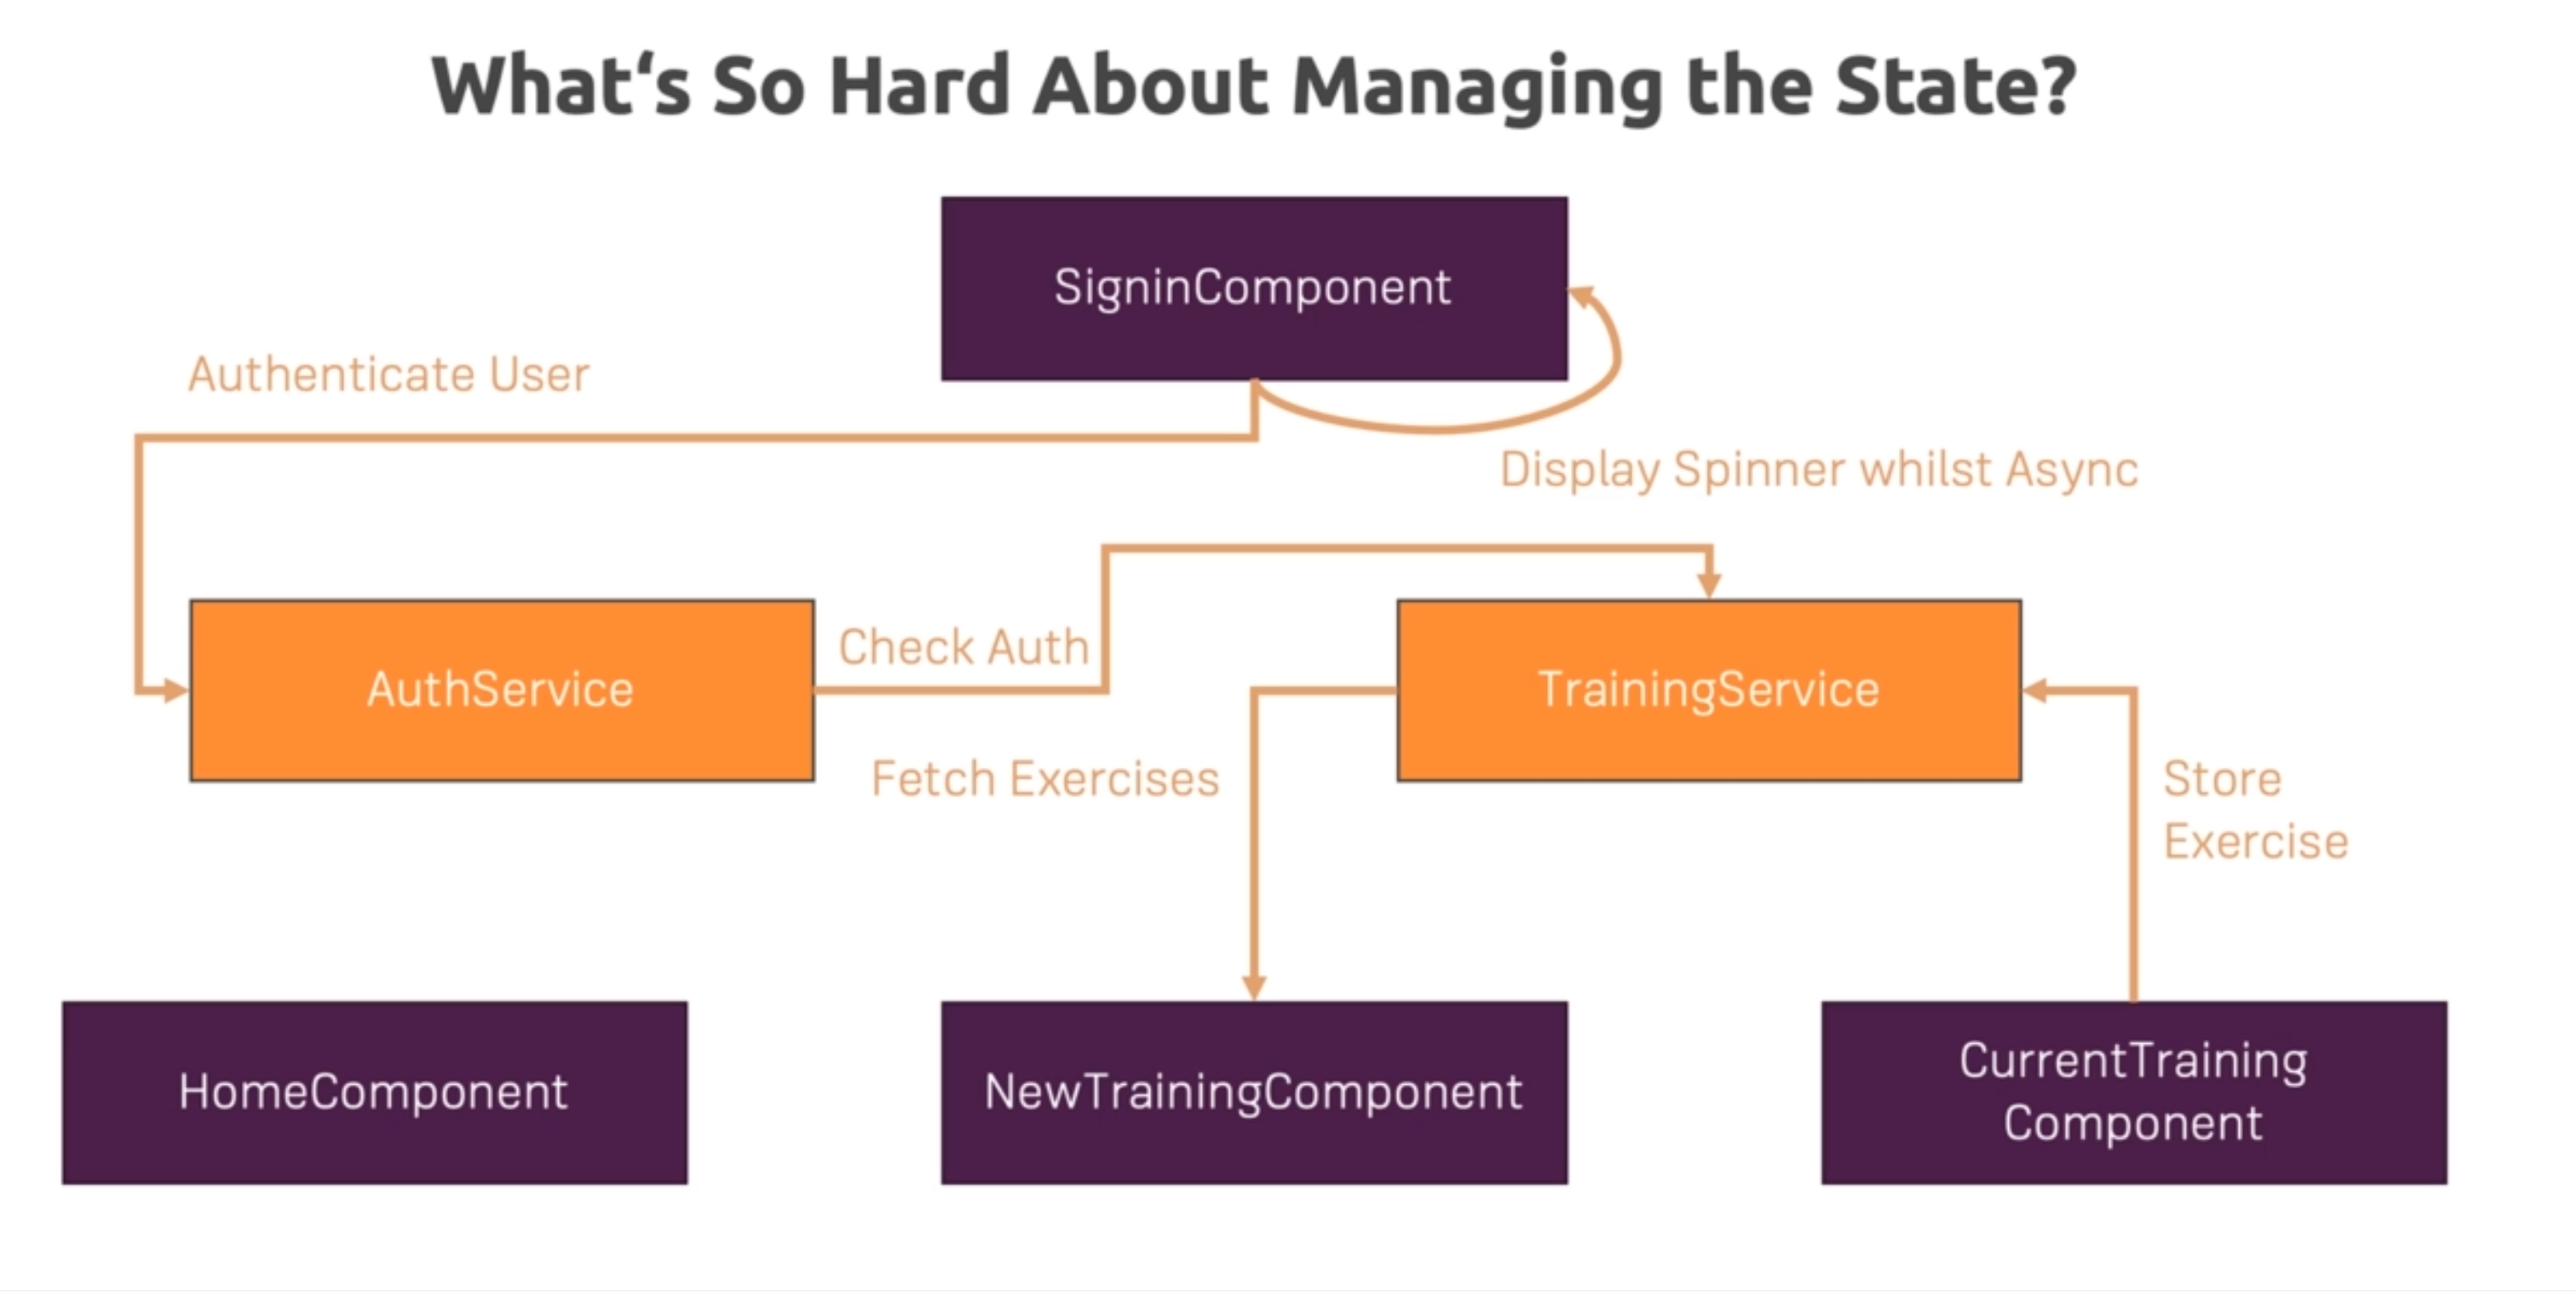 What‘s So Hard About Managing the State?
SigninComponent
Authenticate User
Display Spinner whilst Async
Check Auth
AuthService
TrainingService
Fetch Exercises
Store
Exercise
HomeComponent
NewTrainingComponent
CurrentTraining
Component